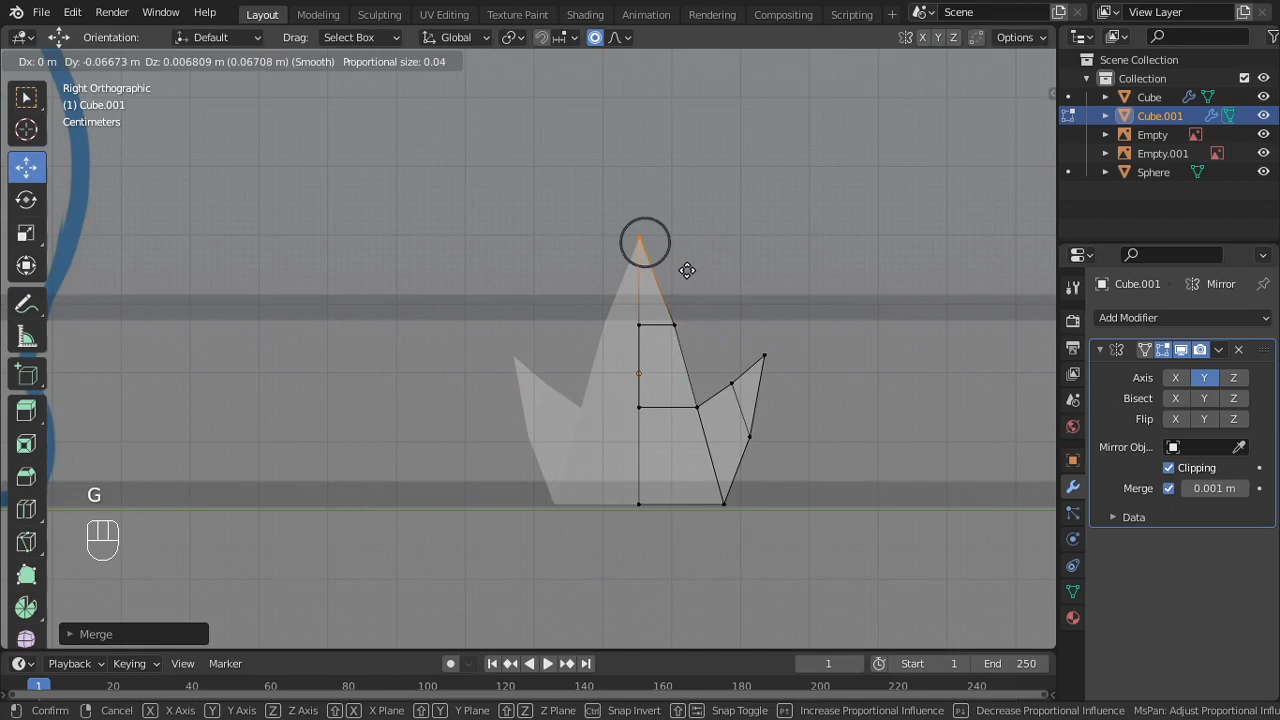 File Edit Render Window Help Layout Modeling Sculpting UV Editing Texture Paint Shading Animation Rendering Compositing Scripting Scene View Layer
Orientation: Default Drag: Select Box Global X Y Z Options
Dx: 0 m Dy: -0.06673 m Dz: 0.006809 m (0.06708 m) (Smooth) Proportional size: 0.04
Right Orthographic
(1) Cube.001
Centimeters
Scene Collection
Collection
Cube
Cube.001
Empty
Empty.001
Sphere
Cube.001 Mirror
Add Modifier
Axis X Y Z
Bisect X Y Z
Flip X Y Z
Mirror Obj...
Clipping
Merge 0.001 m
Data
G
Merge
Playback Keying View Marker 1 Start 1 End 250
1 20 40 60 80 100 120 140 160 180 200 220 240
Confirm Cancel X X Axis Y Y Axis Z Z Axis X Plane Y Plane Z Plane Ctrl Snap Invert Snap Toggle Increase Proportional Influence Decrease Proportional Influence MsPan: Adjust Proportional Infl